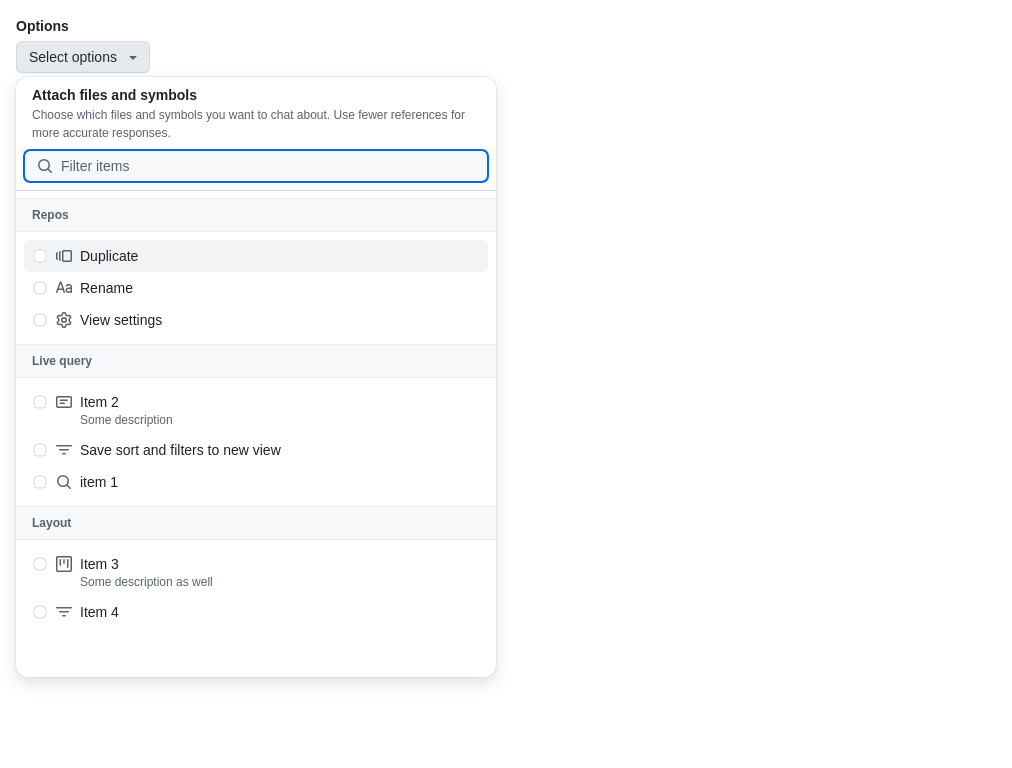 Options
Select options
Attach files and symbols
Choose which files and symbols you want to chat about. Use fewer references for
more accurate responses.
Filter items
Repos
Duplicate
Rename
View settings
Live query
Item 2
Some description
Save sort and filters to new view
item 1
Layout
Item 3
Some description as well
Item 4